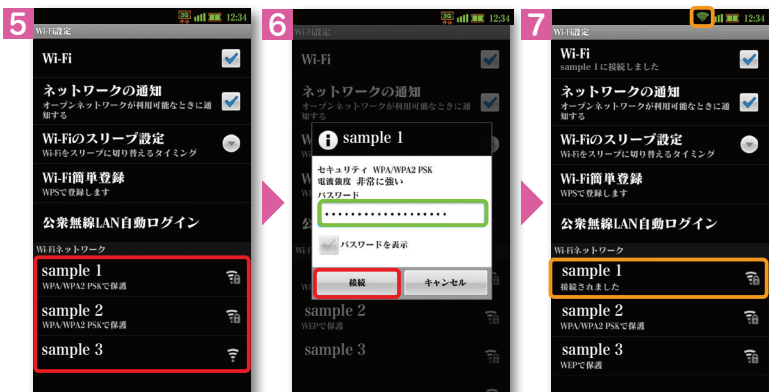 5
3G
12:34
Wi-Fi設定
Wi-Fi
ネットワークの通知
オープンネットワークが利用可能なときに通
知する
Wi-Fiのスリープ設定
Wi-Fiをスリープに切り替えるタイミング
Wi-Fi簡単登録
WPSで登録します
公衆無線LAN自動ログイン
Wi-Fiネットワーク
sample 1
WPA/WPA2 PSKで保護
sample 2
WPA/WPA2 PSKで保護
sample 3
6
3G
12:34
Wi-Fi設定
Wi-Fi
ネットワークの通知
オープンネットワークが利用可能なときに通
知する
sample 1
セキュリティ WPA/WPA2 PSK
電波強度 非常に強い
パスワード
••••••••••••••••••
パスワードを表示
接続
キャンセル
sample 2
WEPで保護
sample 3
7
12:34
Wi-Fi設定
Wi-Fi
sample 1に接続しました
ネットワークの通知
オープンネットワークが利用可能なときに通
知する
Wi-Fiのスリープ設定
Wi-Fiをスリープに切り替えるタイミング
Wi-Fi簡単登録
WPSで登録します
公衆無線LAN自動ログイン
Wi-Fiネットワーク
sample 1
接続されました
sample 2
WPA/WPA2 PSKで保護
sample 3
WEPで保護